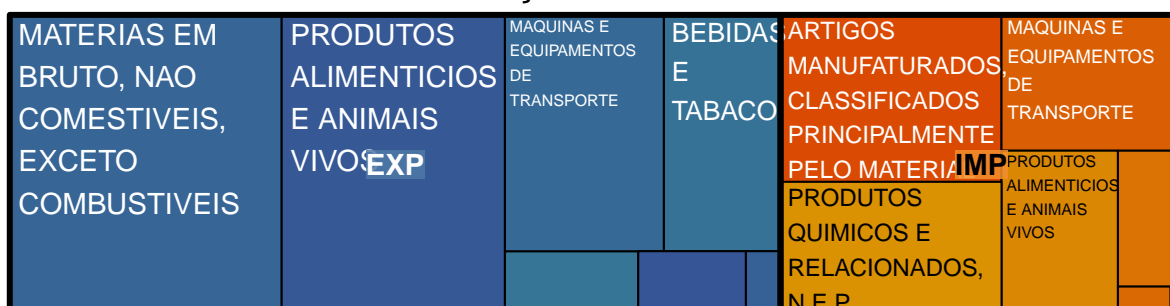 MATERIAS EM
BRUTO, NAO
COMESTIVEIS,
EXCETO
COMBUSTIVEIS
PRODUTOS
ALIMENTICIOS
E ANIMAIS
VIVOS
EXP
MAQUINAS E
EQUIPAMENTOS
DE
TRANSPORTE
BEBIDAS
E
TABACO
ARTIGOS
MANUFATURADOS,
CLASSIFICADOS
PRINCIPALMENTE
PELO MATERIA
IMP
MAQUINAS E
EQUIPAMENTOS
DE
TRANSPORTE
PRODUTOS
QUIMICOS E
RELACIONADOS,
N.E.P.
PRODUTOS
ALIMENTICIOS
E ANIMAIS
VIVOS